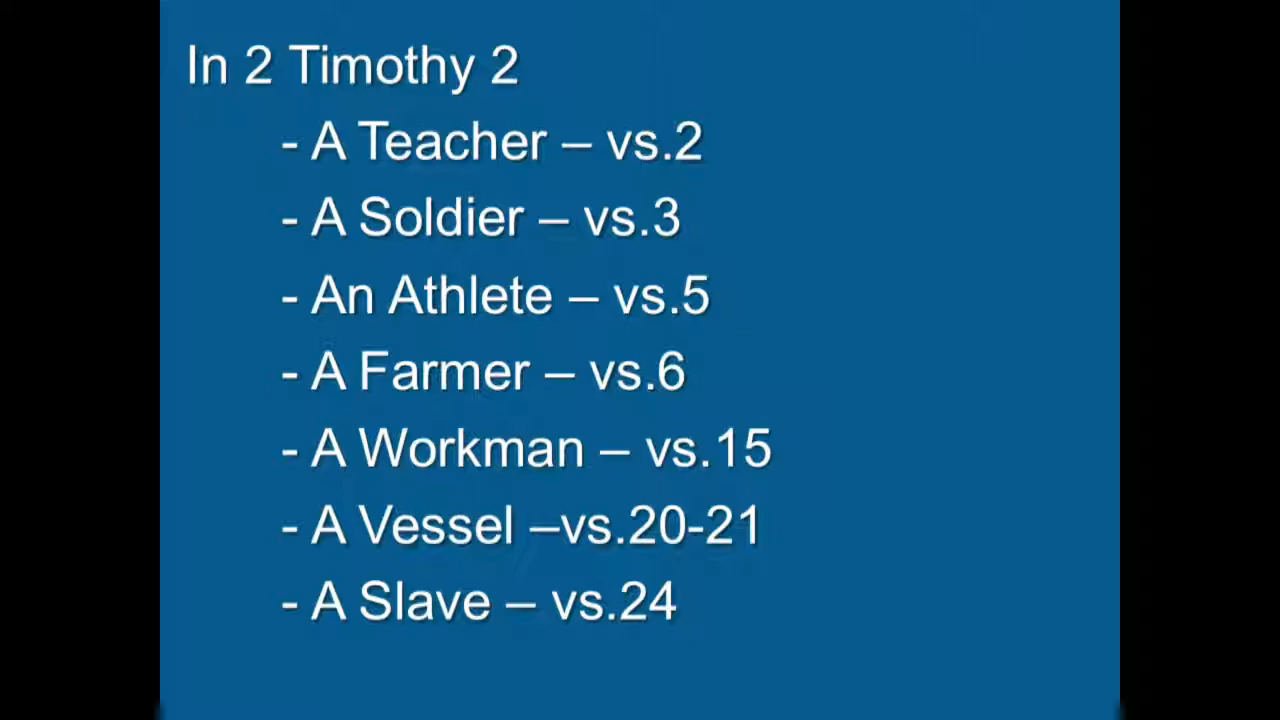 In 2 Timothy 2
- A Teacher – vs.2
- A Soldier – vs.3
- An Athlete – vs.5
- A Farmer – vs.6
- A Workman – vs.15
- A Vessel –vs.20-21
- A Slave – vs.24